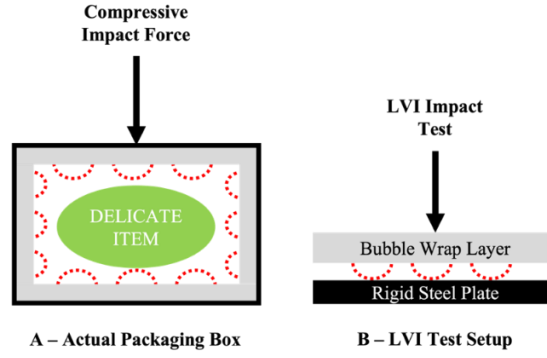 Compressive
Impact Force
DELICATE
ITEM
A – Actual Packaging Box
LVI Impact
Test
Bubble Wrap Layer
Rigid Steel Plate
B – LVI Test Setup